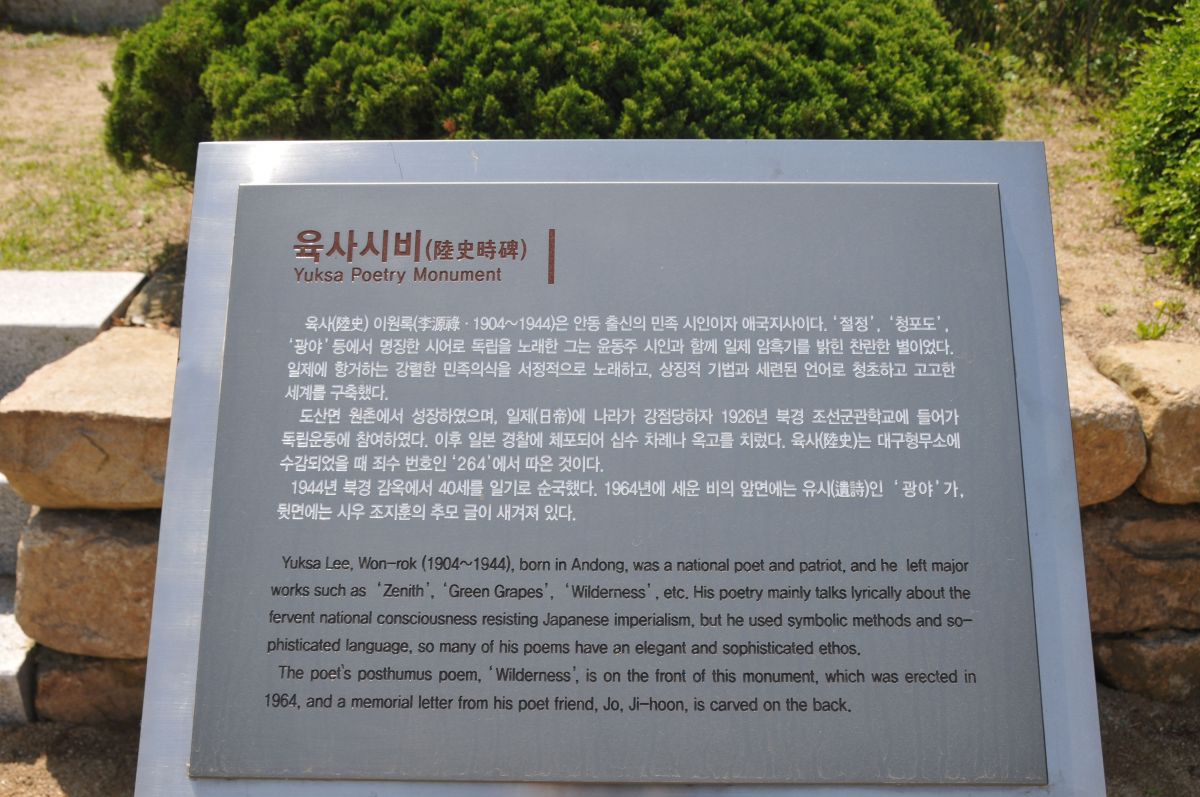 육사시비(陸史時碑)
Yuksa Poetry Monument
육사(陸史) 이원록(李源祿 · 1904~1944)은 안동 출신의 민족 시인이자 애국지사이다. ‘절정’, ‘청포도’,
‘광야’ 등에서 명징한 시어로 독립을 노래한 그는 윤동주 시인과 함께 일제 암흑기를 밝힌 찬란한 별이었다.
일제에 항거하는 강렬한 민족의식을 서정적으로 노래하고, 상징적 기법과 세련된 언어로 청초하고 고고한
세계를 구축했다.
도산면 원촌에서 성장하였으며, 일제(日帝)에 나라가 강점당하자 1926년 북경 조선군관학교에 들어가
독립운동에 참여하였다. 이후 일본 경찰에 체포되어 십수 차례나 옥고를 치렀다. 육사(陸史)는 대구형무소에
수감되었을 때 죄수 번호인 ‘264’에서 따온 것이다.
1944년 북경 감옥에서 40세를 일기로 순국했다. 1964년에 세운 비의 앞면에는 유시(遺詩)인 ‘광야’가,
뒷면에는 시우 조지훈의 추모 글이 새겨져 있다.
Yuksa Lee, Won-rok (1904~1944), born in Andong, was a national poet and patriot, and he left major
works such as ‘Zenith’, ‘Green Grapes’, ‘Wilderness’, etc. His poetry mainly talks lyrically about the
fervent national consciousness resisting Japanese imperialism, but he used symbolic methods and so-
phisticated language, so many of his poems have an elegant and sophisticated ethos.
The poet's posthumus poem, ‘Wilderness’, is on the front of this monument, which was erected in
1964, and a memorial letter from his poet friend, Jo, Ji-hoon, is carved on the back.